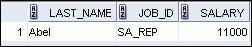 LAST_NAME JOB_ID SALARY
1 Abel SA_REP 11000